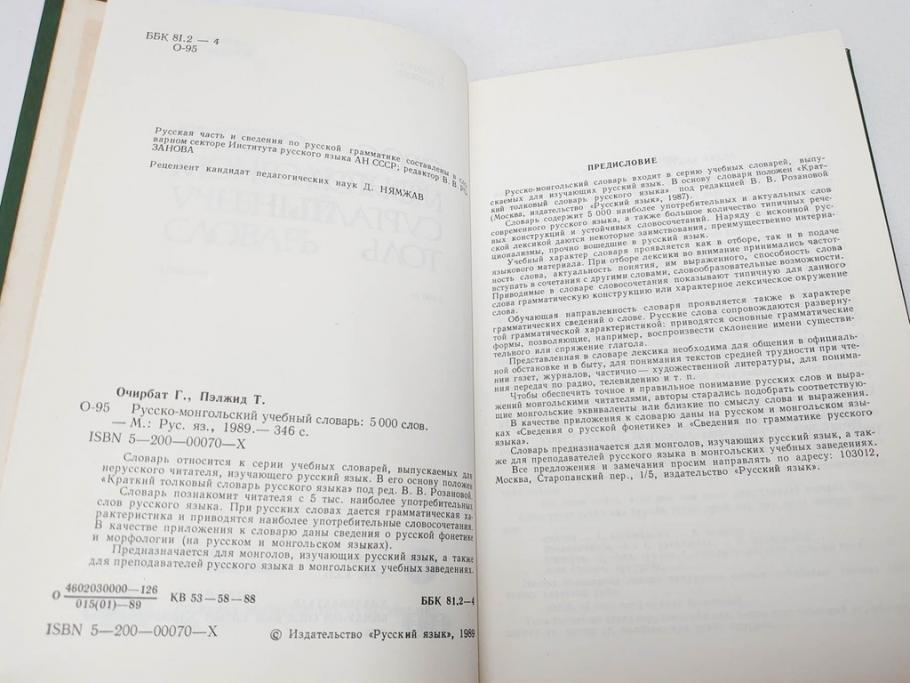 ББК 81.2 — 4
О-95
Русская часть и сведения по русской грамматике составлены в сло-
варном секторе Института русского языка АН СССР; редактор В. В. РО-
ЗАНОВА
Рецензент кандидат педагогических наук Д. НЯМЖАВ
Очирбат Г., Пэлжид Т.
О-95 Русско-монгольский учебный словарь: 5 000 слов.
— М.: Рус. яз., 1989.— 346 с.
ISBN 5—200—00070—X
Словарь относится к серии учебных словарей, выпускаемых для
нерусского читателя, изучающего русский язык. В его основу положен
«Краткий толковый словарь русского языка» под ред. В. В. Розановой.
Словарь познакомит читателя с 5 тыс. наиболее употребительных
слов русского языка. При русских словах дается грамматическая ха-
рактеристика и приводятся наиболее употребительные словосочетания.
В качестве приложения к словарю даны сведения о русской фонетике
и морфологии (на русском и монгольском языках).
Предназначается для монголов, изучающих русский язык, а также
для преподавателей русского языка в монгольских учебных заведениях.
О 4602030000—126
015(01)—89 КВ 53—58—88 ББК 81.2—4
ISBN 5—200—00070—X
© Издательство «Русский язык», 1989
ПРЕДИСЛОВИЕ
Русско-монгольский словарь входит в серию учебных словарей, выпу-
скаемых для изучающих русский язык. В основу словаря положен «Крат-
кий толковый словарь русского языка» под редакцией В. В. Розановой
(Москва, издательство «Русский язык», 1987).
Словарь содержит 5 000 наиболее употребительных и актуальных слов
современного русского языка, а также большое количество типичных рече-
вых конструкций и устойчивых словосочетаний. Наряду с исконной рус-
ской лексикой даются некоторые заимствования, преимущественно интерна-
ционализмы, прочно вошедшие в русский язык.
Учебный характер словаря проявляется как в отборе, так и в подаче
языкового материала. При отборе лексики во внимание принимались частот-
ность слова, актуальность понятия, им выраженного, способность слова
вступать в сочетания с другими словами, словообразовательные возможности.
Приводимые в словаре словосочетания показывают типичную для данного
слова грамматическую конструкцию или характерное лексическое окружение
слова.
Обучающая направленность словаря проявляется также в характере
грамматических сведений о слове. Русские слова сопровождаются разверну-
той грамматической характеристикой: приводятся основные грамматические
формы, позволяющие, например, воспроизвести склонение имени существи-
тельного или спряжение глагола.
Представленная в словаре лексика необходима для общения в официаль-
ной обстановке и в быту, для понимания текстов средней трудности при чте-
нии газет, журналов, частично — художественной литературы, для понима-
ния передач по радио, телевидению и т. п.
Чтобы обеспечить точное и правильное понимание русских слов и выра-
жений монгольскими читателями, авторы старались подобрать соответствую-
щие монгольские эквиваленты или близкие по смыслу слова и выражения.
В качестве приложения к словарю даны на русском и монгольском язы-
ках «Сведения о русской фонетике» и «Сведения по грамматике русского
языка».
Словарь предназначается для монголов, изучающих русский язык, а так-
же для преподавателей русского языка в монгольских учебных заведениях.
Все предложения и замечания просим направлять по адресу: 103012,
Москва, Старопанский пер., 1/5, издательство «Русский язык».